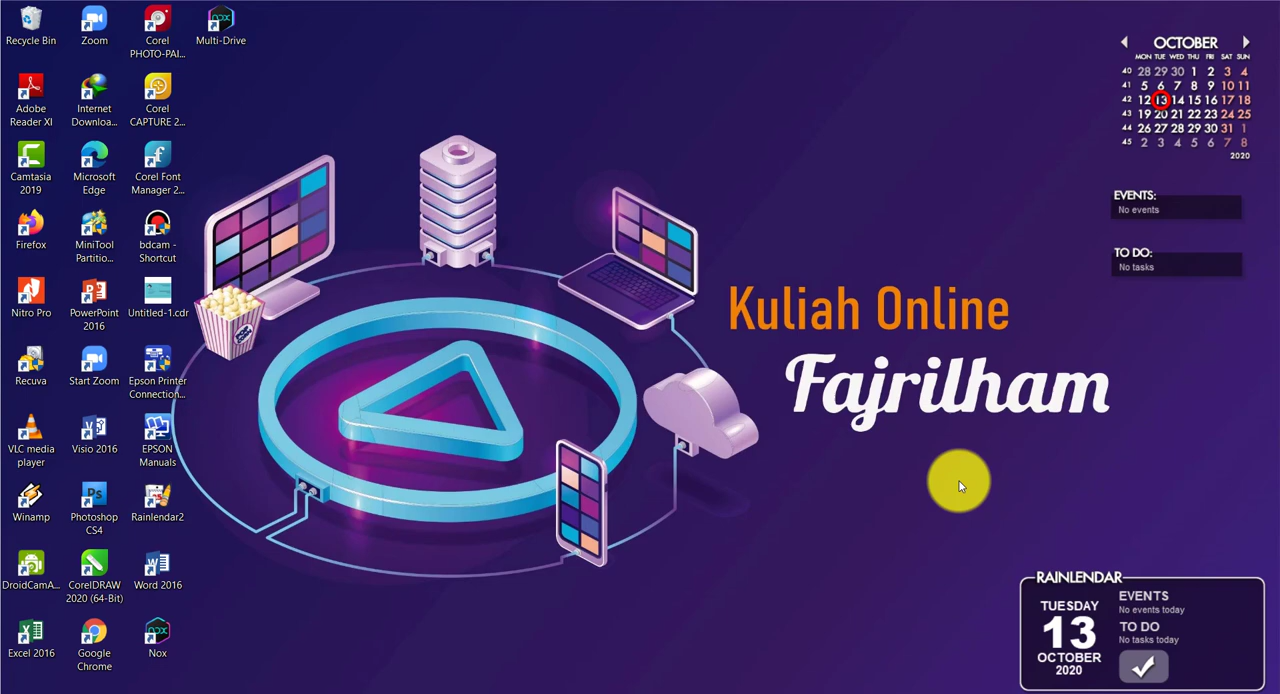 Recycle Bin
Zoom
Corel
PHOTO-PAI...
Multi-Drive
Adobe
Reader XI
Internet
Downloa...
Corel
CAPTURE 2...
Camtasia
2019
Microsoft
Edge
Corel Font
Manager 2...
Firefox
MiniTool
Partitio...
bdcam -
Shortcut
Nitro Pro
PowerPoint
2016
Untitled-1.cdr
Recuva
Start Zoom
Epson Printer
Connection...
VLC media
player
Visio 2016
EPSON
Manuals
Winamp
Photoshop
CS4
Rainlendar2
DroidCamA...
CorelDRAW
2020 (64-Bit)
Word 2016
Excel 2016
Google
Chrome
Nox
Kuliah Online
Fajrilham
OCTOBER
MON TUE WED THU FRI SAT SUN
40 28 29 30 1 2 3 4
41 5 6 7 8 9 10 11
42 12 13 14 15 16 17 18
43 19 20 21 22 23 24 25
44 26 27 28 29 30 31 1
45 2 3 4 5 6 7 8
2020
EVENTS:
No events
TO DO:
No tasks
RAINLENDAR
TUESDAY
13
OCTOBER
2020
EVENTS
No events today
TO DO
No tasks today